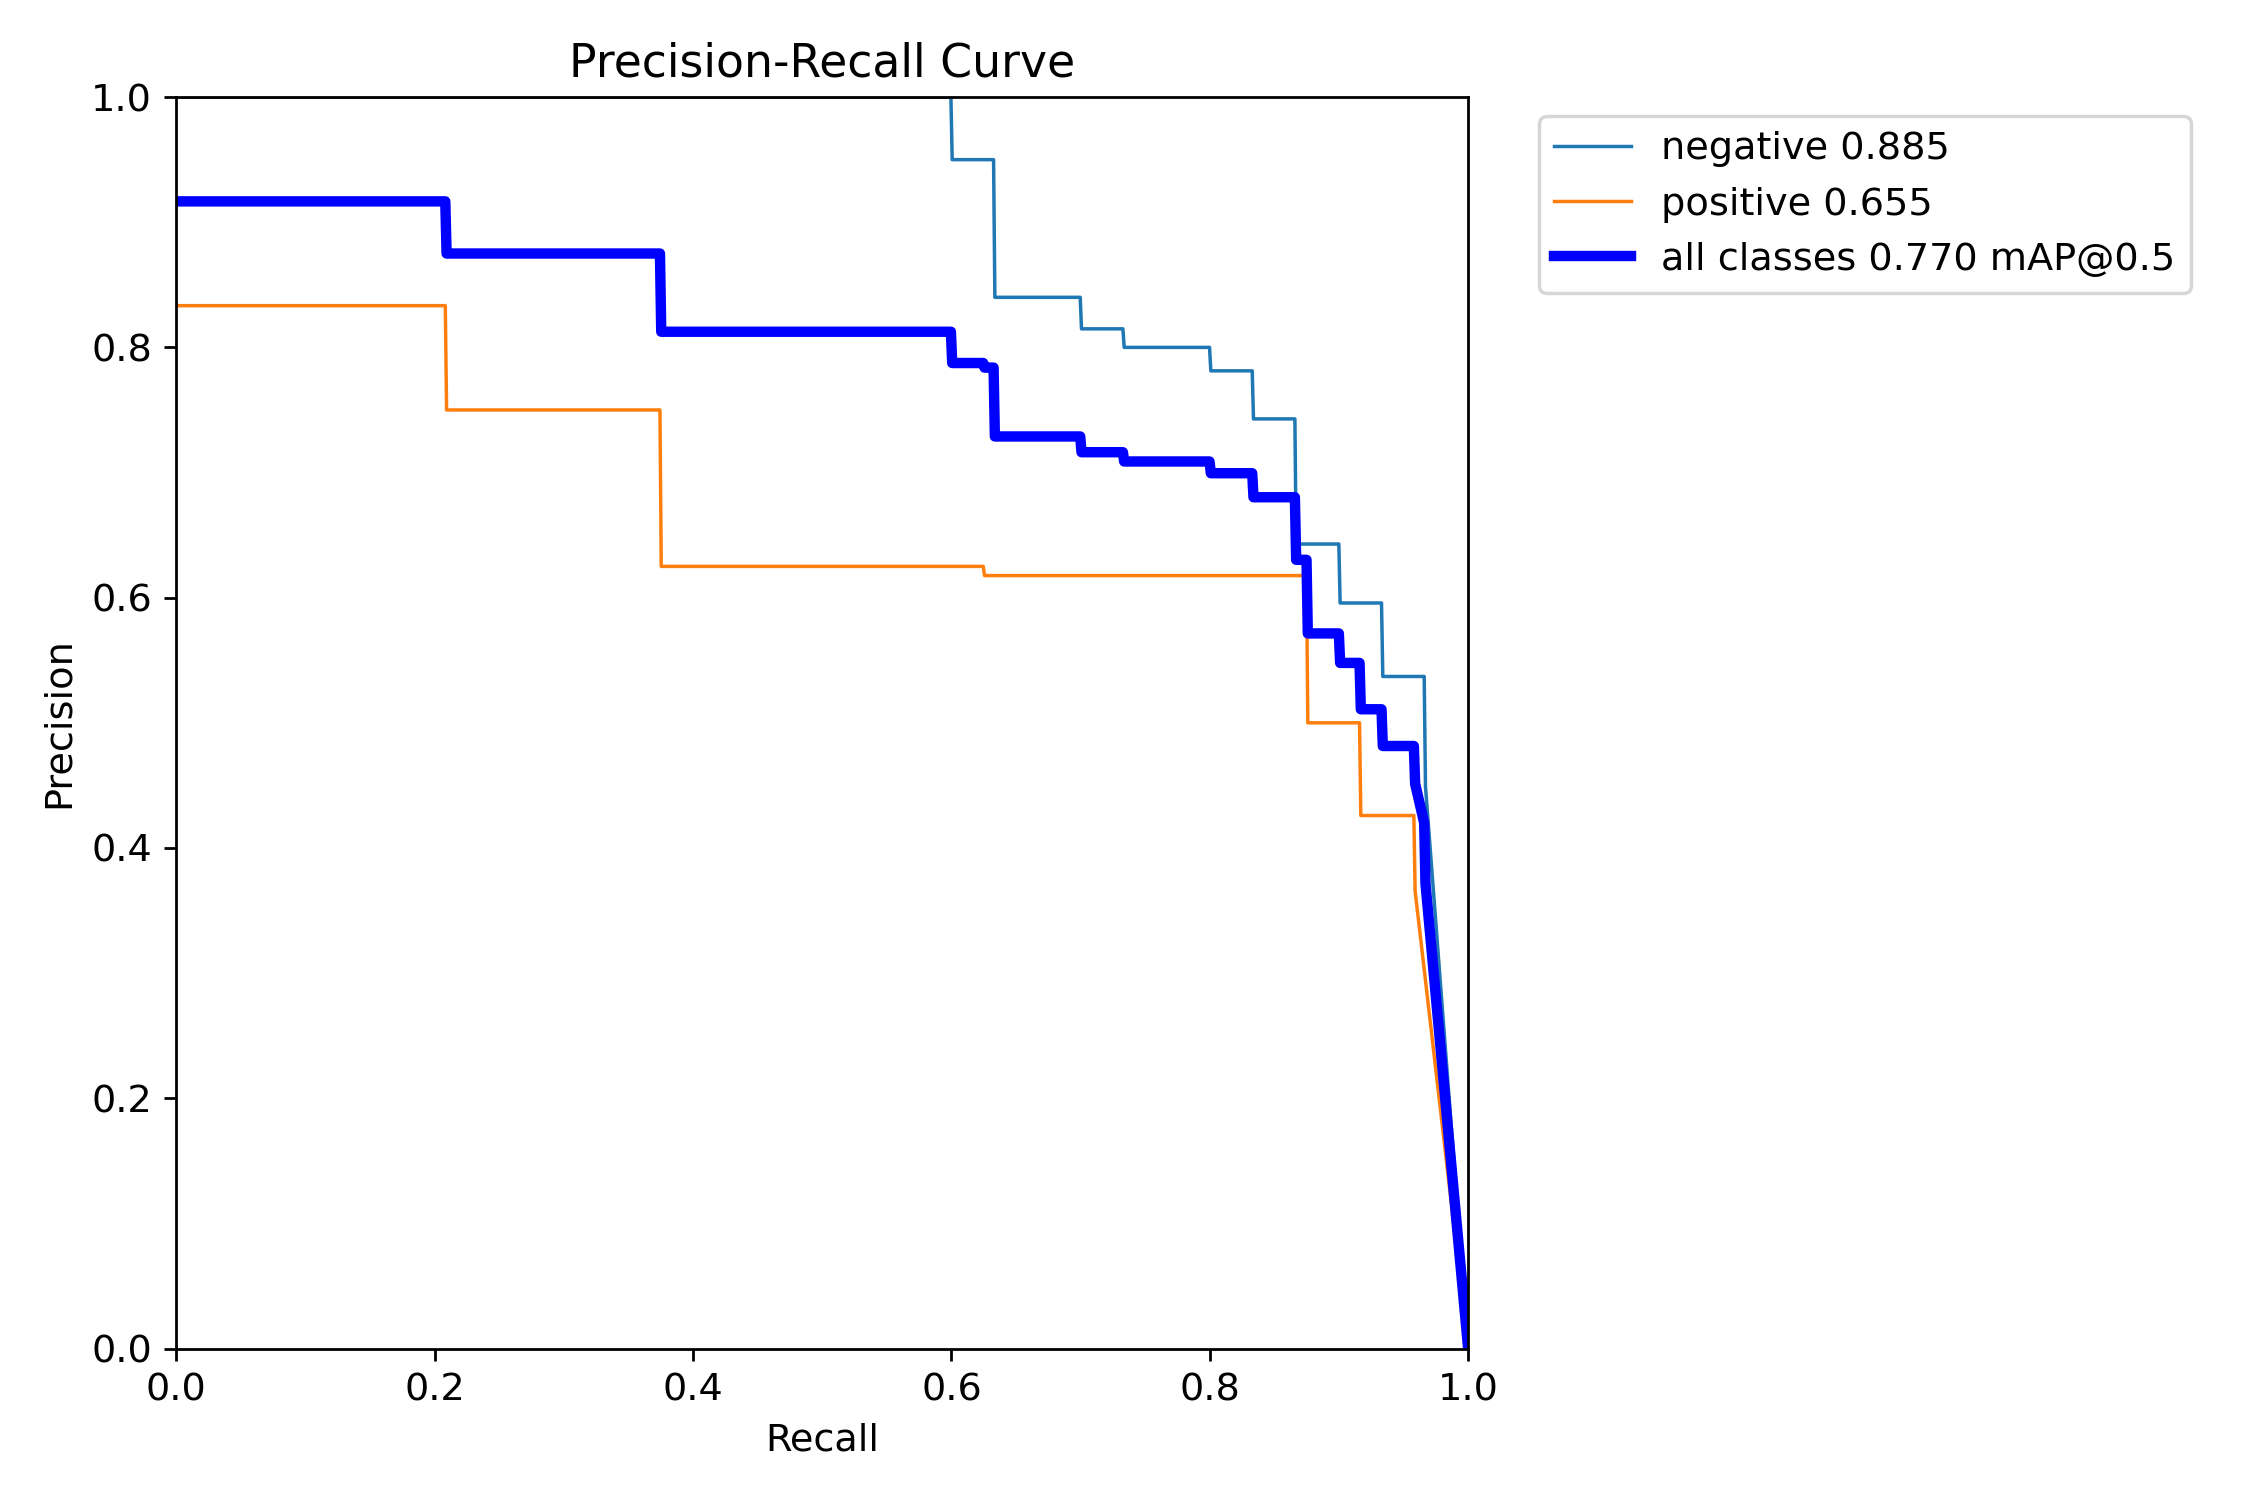 Precision-Recall Curve
1.0
0.8
0.6
0.4
0.2
0.0
Precision
0.0 0.2 0.4 0.6 0.8 1.0
Recall
negative 0.885
positive 0.655
all classes 0.770 mAP@0.5